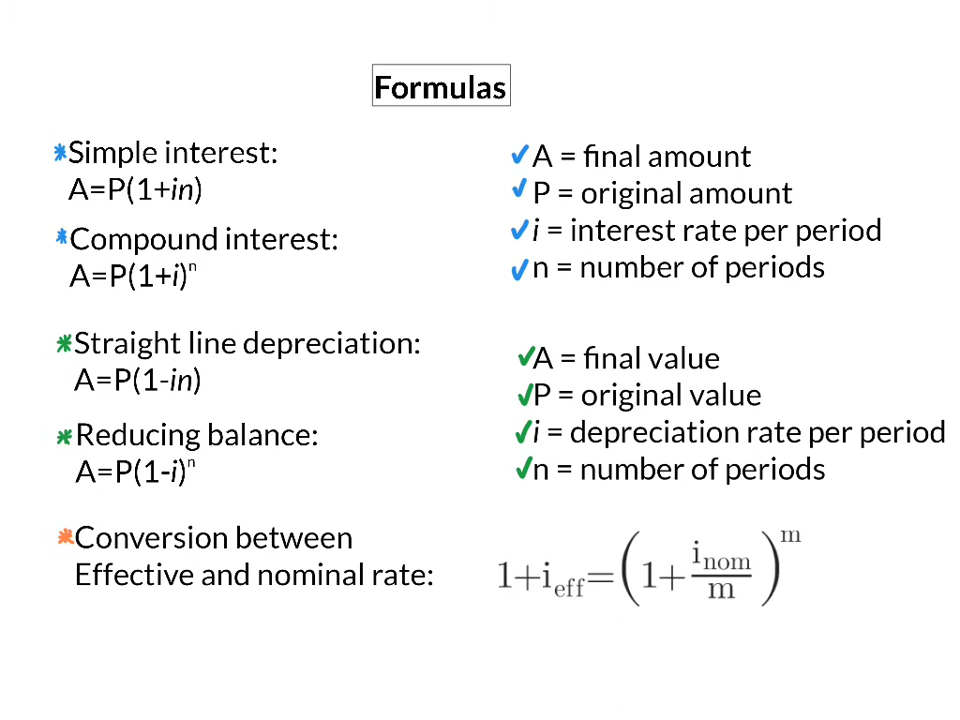 Formulas
Simple interest:
A=P(1+in)
Compound interest:
A=P(1+i)ⁿ
A = final amount
P = original amount
i = interest rate per period
n = number of periods
Straight line depreciation:
A=P(1-in)
Reducing balance:
A=P(1-i)ⁿ
A = final value
P = original value
i = depreciation rate per period
n = number of periods
Conversion between
Effective and nominal rate:
1+i_eff=(1+i_nom/m)^m